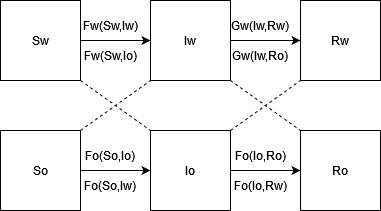 Fw(Sw,Iw)
Gw(Iw,Rw)
Sw
Iw
Rw
Fw(Sw,Io)
Gw(Iw,Ro)
Fo(So,Io)
Fo(Io,Ro)
So
Io
Ro
Fo(So,Iw)
Fo(Io,Rw)